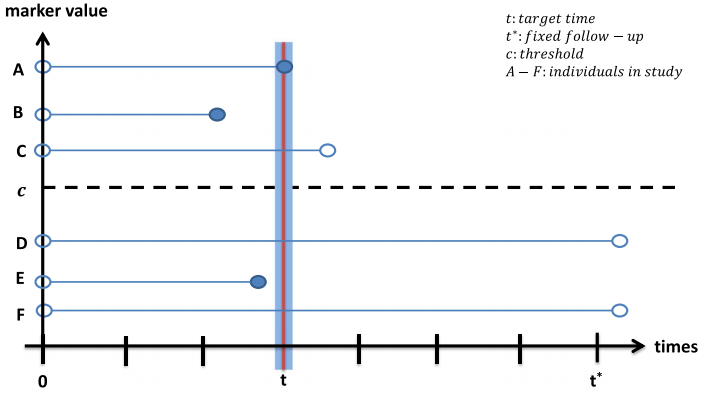 marker value
t: target time
t*: fixed follow − up
c: threshold
A − F: individuals in study
A
B
C
c
D
E
F
times
0
t
t*